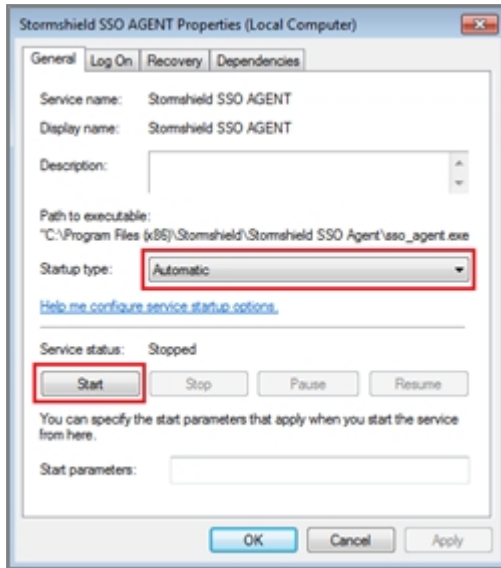 Stormshield SSO AGENT Properties (Local Computer)
General Log On Recovery Dependencies
Service name: Stormshield SSO AGENT
Display name: Stormshield SSO AGENT
Description:
Path to executable:
"C:\Program Files (x86)\Stormshield\Stormshield SSO Agent\sso_agent.exe
Startup type: Automatic
Help me configure service startup options.
Service status: Stopped
Start Stop Pause Resume
You can specify the start parameters that apply when you start the service
from here.
Start parameters:
OK Cancel Apply